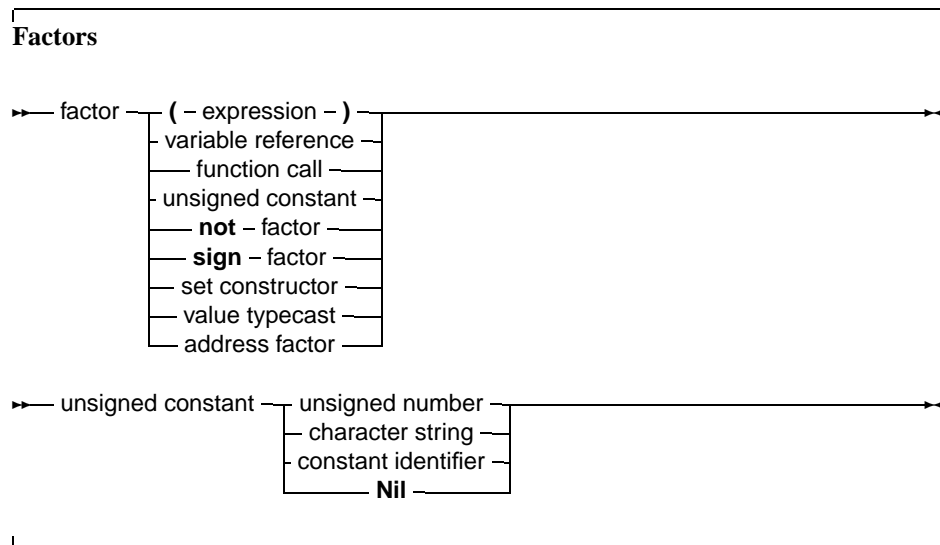 Factors
factor ( expression )
variable reference
function call
unsigned constant
not factor
sign factor
set constructor
value typecast
address factor
unsigned constant unsigned number
character string
constant identifier
Nil